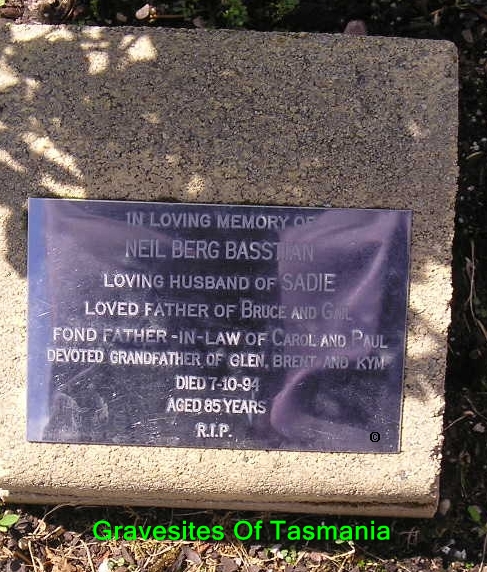 IN LOVING MEMORY OF
NEIL BERG BASSTIAN
LOVING HUSBAND OF SADIE
LOVED FATHER OF BRUCE AND GAIL
FOND FATHER-IN-LAW OF CAROL AND PAUL
DEVOTED GRANDFATHER OF GLEN, BRENT AND KYM
DIED 7-10-94
AGED 85 YEARS
R.I.P.
©
Gravesites Of Tasmania